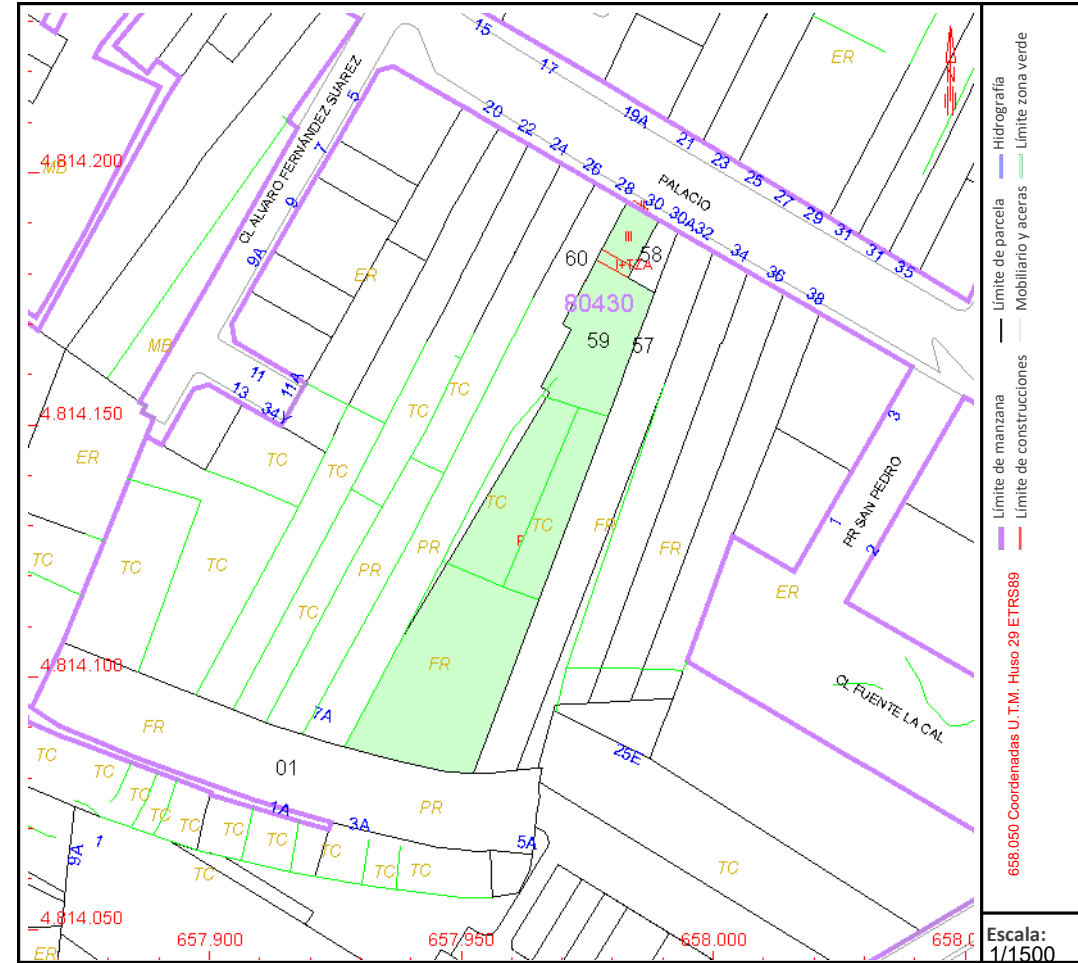 15
17
19A
21
23
25
27
29
31
31
35
ER
N
CL ALVARO FERNÁNDEZ SUAREZ
5
7
9
9A
20
22
24
26
28
30
30A
32
34
36
38
PALACIO
4.814.200
MB
III
58
60
I+TZA
ER
80430
59
57
MB
11
11A
13
34Y
TC
TC
4.814.150
ER
TC
TC
3
PR SAN PEDRO
1
2
TC
TC
FR
FR
P
PR
PR
TC
TC
TC
TC
ER
4.814.100
FR
CL FUENTE LA CAL
7A
FR
01
25E
TC
TC
TC
TC
TC
1A
3A
PR
5A
TC
TC
TC
TC
TC
TC
TC
9A
1
4.814.050
ER
657.900
657.950
658.000
Hidrografía
Límite zona verde
Límite de parcela
Mobiliario y aceras
Límite de manzana
Límite de construcciones
658.050 Coordenadas U.T.M. Huso 29 ETRS89
Escala:
1/1500